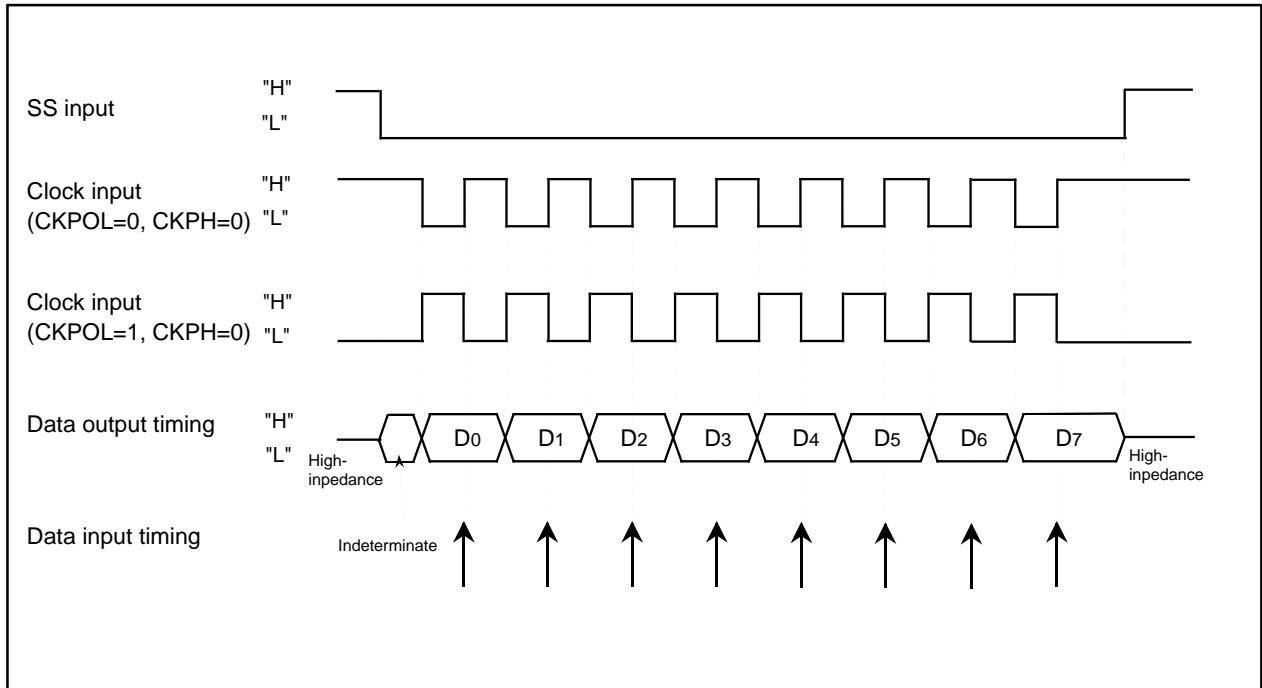 SS input
"H"
"L"
Clock input
(CKPOL=0, CKPH=0)
"H"
"L"
Clock input
(CKPOL=1, CKPH=0)
"H"
"L"
Data output timing
"H"
"L"
High-
inpedance
D0
D1
D2
D3
D4
D5
D6
D7
High-
inpedance
Data input timing
Indeterminate